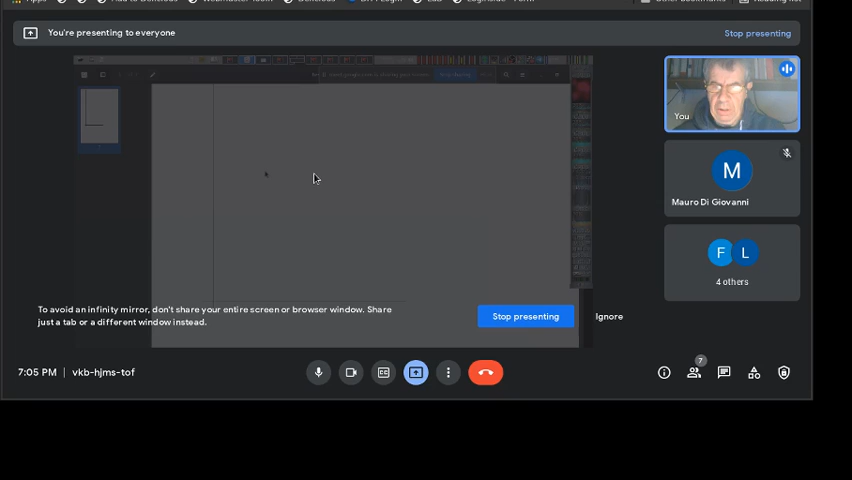 You're presenting to everyone
Stop presenting
You
M
Mauro Di Giovanni
F L
4 others
To avoid an infinity mirror, don't share your entire screen or browser window. Share
just a tab or a different window instead.
Stop presenting
Ignore
7:05 PM | vkb-hjms-tof
7